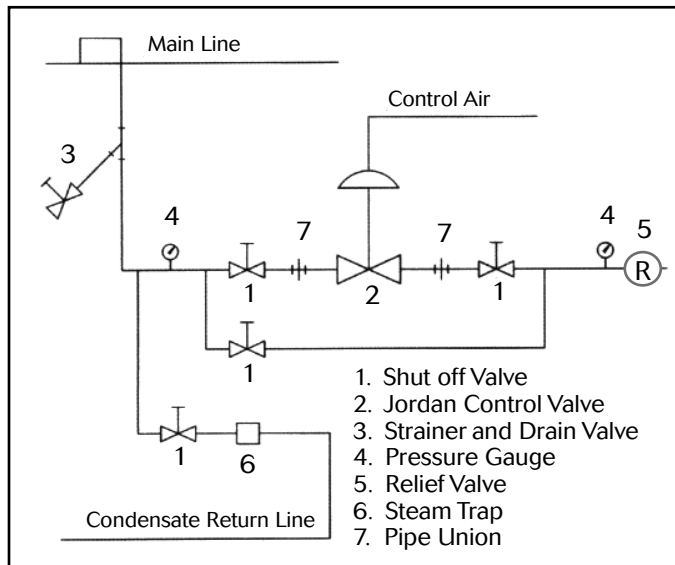 Main Line
Control Air
3
4
7
7
4
5
R
1
2
1
1
1
6
Condensate Return Line
1. Shut off Valve
2. Jordan Control Valve
3. Strainer and Drain Valve
4. Pressure Gauge
5. Relief Valve
6. Steam Trap
7. Pipe Union